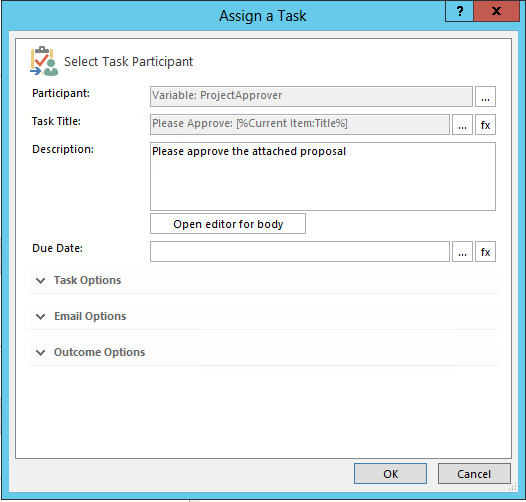 Assign a Task
? X
Select Task Participant
Participant: Variable: ProjectApprover ...
Task Title: Please Approve: [%Current Item:Title%] ... fx
Description: Please approve the attached proposal
Open editor for body
Due Date: ... fx
Task Options
Email Options
Outcome Options
OK Cancel